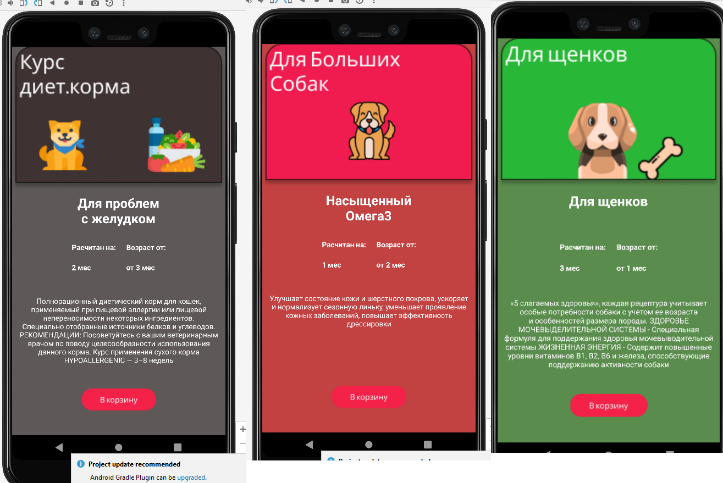 Курс
диет.корма
Для проблем
с желудком
Расчитан на: Возраст от:
2 мес от 3 мес
Полнорационный диетический корм для кошек,
применяемый при пищевой аллергии или пищевой
непереносимости некоторых ингредиентов.
Специально отобранные источники белков и углеводов.
РЕКОМЕНДАЦИИ: Посоветуйтесь с вашим ветеринарным
врачом по поводу целесообразности использования
данного корма. Курс применения сухого корма
HYPOALLERGENIC — 3–8 недель
В корзину
Project update recommended
Android Gradle Plugin can be upgraded.
Для Больших
Собак
Насыщенный
Омега3
Расчитан на: Возраст от:
1 мес от 2 мес
Улучшает состояние кожи и шерстного покрова, ускоряет
и нормализует сезонную линьку, уменьшает проявление
кожных заболеваний, повышает эффективность
дрессировки
В корзину
Для щенков
Для щенков
Расчитан на: Возраст от:
3 мес от 1 мес
«5 слагаемых здоровья», каждая рецептура учитывает
особые потребности собаки с учетом ее возраста
и особенностей размера породы. ЗДОРОВЬЕ
МОЧЕВЫДЕЛИТЕЛЬНОЙ СИСТЕМЫ - Специальная
формула для поддержания здоровья мочевыводительной
системы ЖИЗНЕННАЯ ЭНЕРГИЯ - Содержит повышенные
уровни витаминов B1, B2, B6 и железа, способствующие
поддержанию активности собаки
В корзину